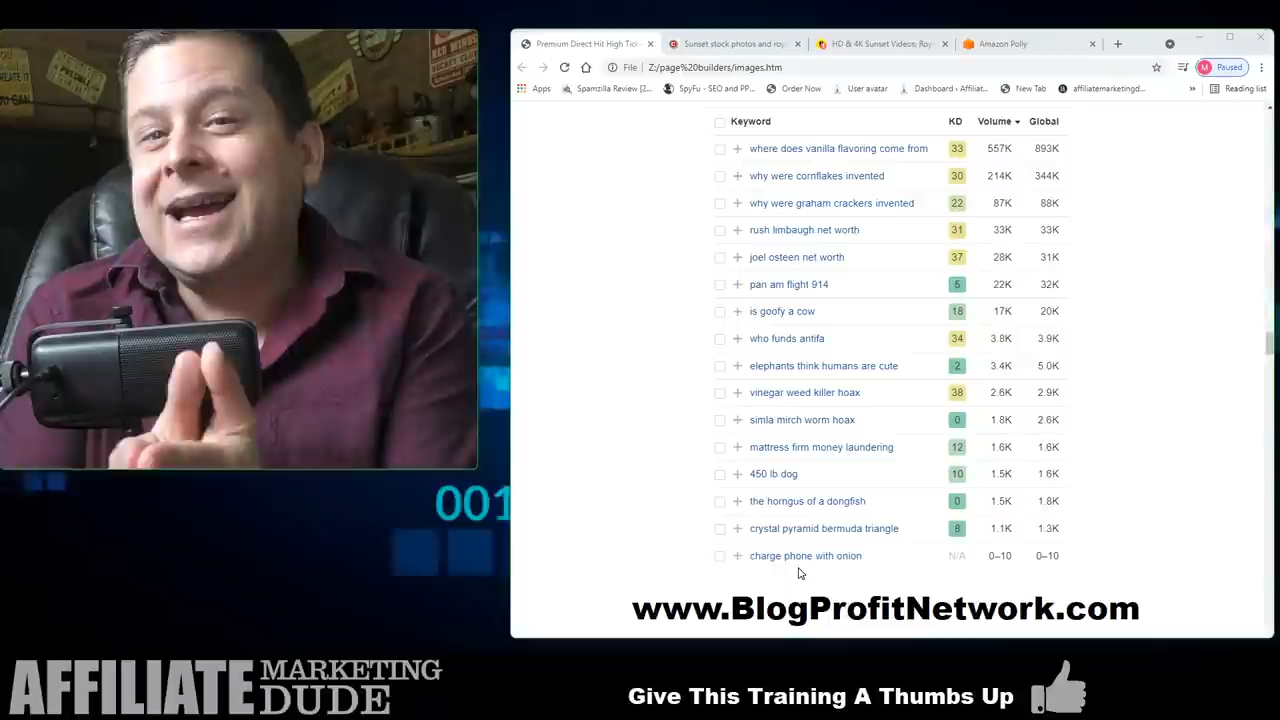 Premium Direct Hit High Tick
Sunset stock photos and roy
HD & 4K Sunset Videos: Roy
Amazon Polly
File
Z:/page%20builders/images.htm
M
Paused
Apps
Spamzilla Review [2...
SpyFu - SEO and PP...
Order Now
User avatar
Dashboard ‹ Affiliat...
New Tab
affiliatemarketingd...
»
Reading list
Keyword KD Volume Global
where does vanilla flavoring come from 33 557K 893K
why were cornflakes invented 30 214K 344K
why were graham crackers invented 22 87K 88K
rush limbaugh net worth 31 33K 33K
joel osteen net worth 37 28K 31K
pan am flight 914 5 22K 32K
is goofy a cow 18 17K 20K
who funds antifa 34 3.8K 3.9K
elephants think humans are cute 2 3.4K 5.0K
vinegar weed killer hoax 38 2.6K 2.9K
simla mirch worm hoax 0 1.8K 2.6K
mattress firm money laundering 12 1.6K 1.6K
450 lb dog 10 1.5K 1.6K
the horngus of a dongfish 0 1.5K 1.8K
crystal pyramid bermuda triangle 8 1.1K 1.3K
charge phone with onion N/A 0–10 0–10
www.BlogProfitNetwork.com
001
AFFILIATE MARKETING
DUDE
Give This Training A Thumbs Up